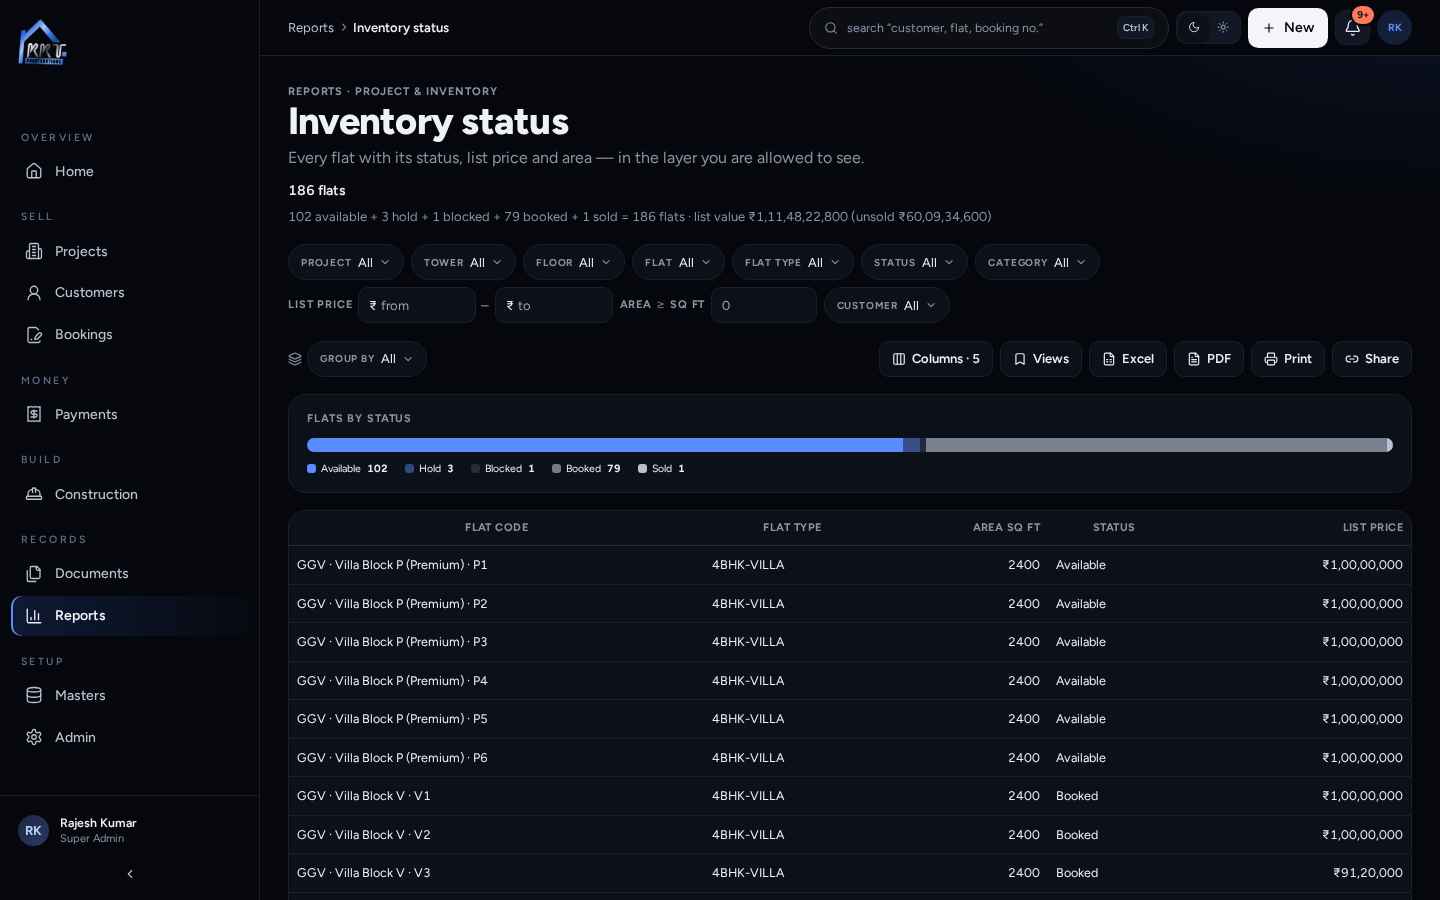 Reports > Inventory status
search “customer, flat, booking no.”
Ctrl K
New
9+
RK
OVERVIEW
Home
SELL
Projects
Customers
Bookings
MONEY
Payments
BUILD
Construction
RECORDS
Documents
Reports
SETUP
Masters
Admin
RK
Rajesh Kumar
Super Admin
REPORTS · PROJECT & INVENTORY
Inventory status
Every flat with its status, list price and area — in the layer you are allowed to see.
186 flats
102 available + 3 hold + 1 blocked + 79 booked + 1 sold = 186 flats · list value ₹1,11,48,22,800 (unsold ₹60,09,34,600)
PROJECT All TOWER All FLOOR All FLAT All FLAT TYPE All STATUS All CATEGORY All
LIST PRICE ₹ from – ₹ to AREA ≥ SQ FT 0 CUSTOMER All
GROUP BY All Columns · 5 Views Excel PDF Print Share
FLATS BY STATUS
Available 102 Hold 3 Blocked 1 Booked 79 Sold 1
FLAT CODE FLAT TYPE AREA SQ FT STATUS LIST PRICE
GGV · Villa Block P (Premium) · P1 4BHK-VILLA 2400 Available ₹1,00,00,000
GGV · Villa Block P (Premium) · P2 4BHK-VILLA 2400 Available ₹1,00,00,000
GGV · Villa Block P (Premium) · P3 4BHK-VILLA 2400 Available ₹1,00,00,000
GGV · Villa Block P (Premium) · P4 4BHK-VILLA 2400 Available ₹1,00,00,000
GGV · Villa Block P (Premium) · P5 4BHK-VILLA 2400 Available ₹1,00,00,000
GGV · Villa Block P (Premium) · P6 4BHK-VILLA 2400 Available ₹1,00,00,000
GGV · Villa Block V · V1 4BHK-VILLA 2400 Booked ₹1,00,00,000
GGV · Villa Block V · V2 4BHK-VILLA 2400 Booked ₹1,00,00,000
GGV · Villa Block V · V3 4BHK-VILLA 2400 Booked ₹91,20,000